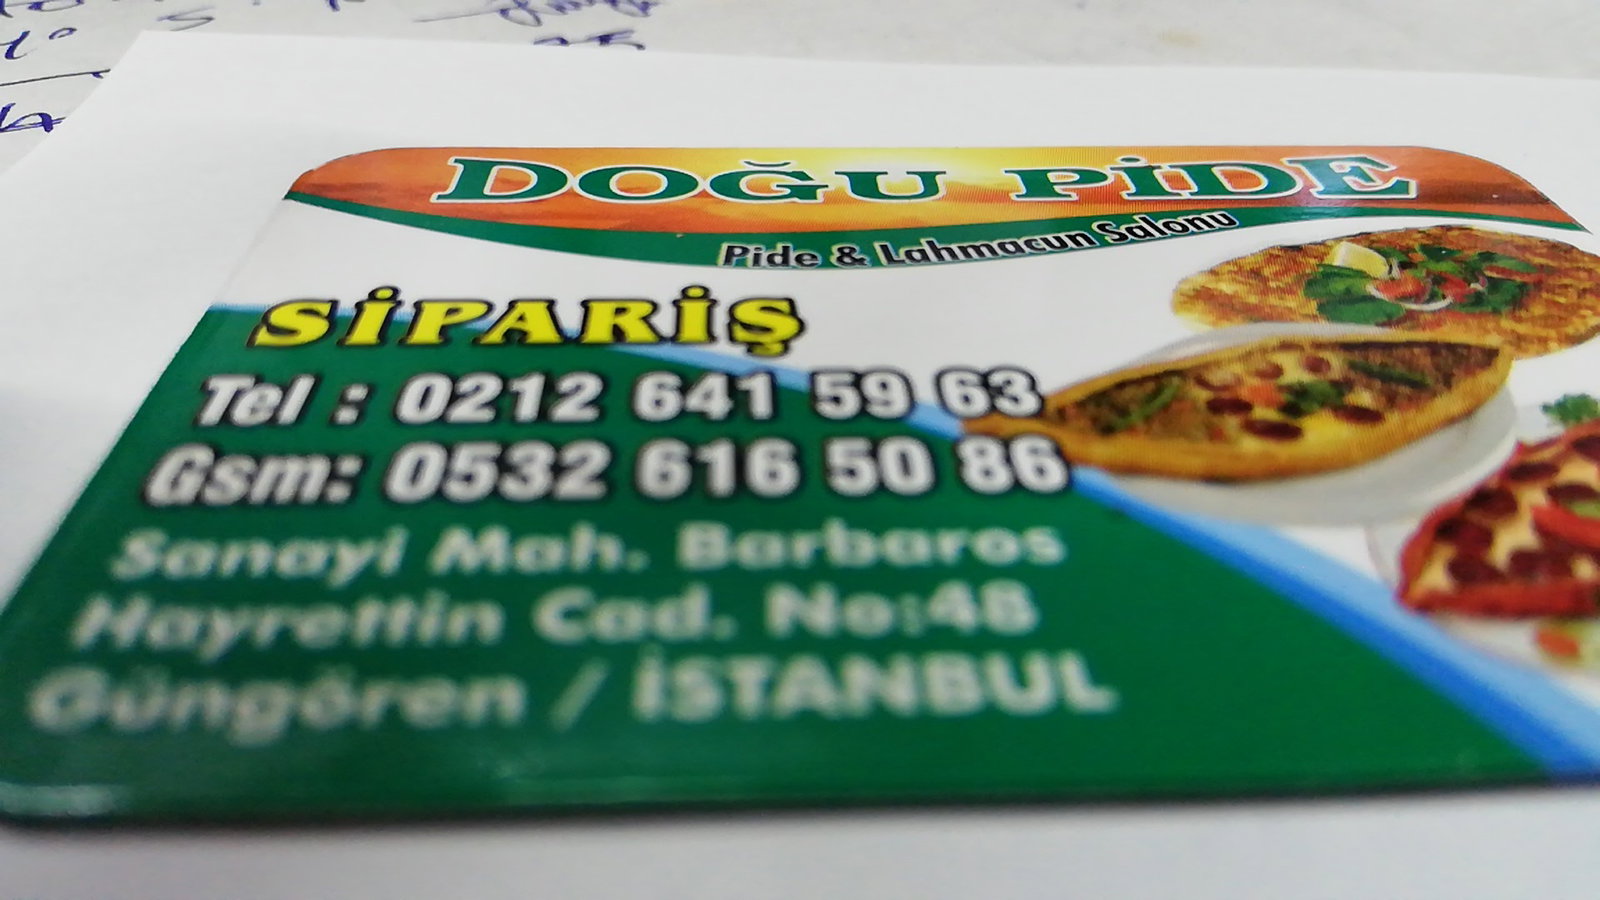 DOĞU PİDE
Pide & Lahmacun Salonu
SİPARİŞ
Tel : 0212 641 59 63
Gsm: 0532 616 50 86
Sanayi Mah. Barbaros
Hayrettin Cad. No:48
Güngören / İSTANBUL